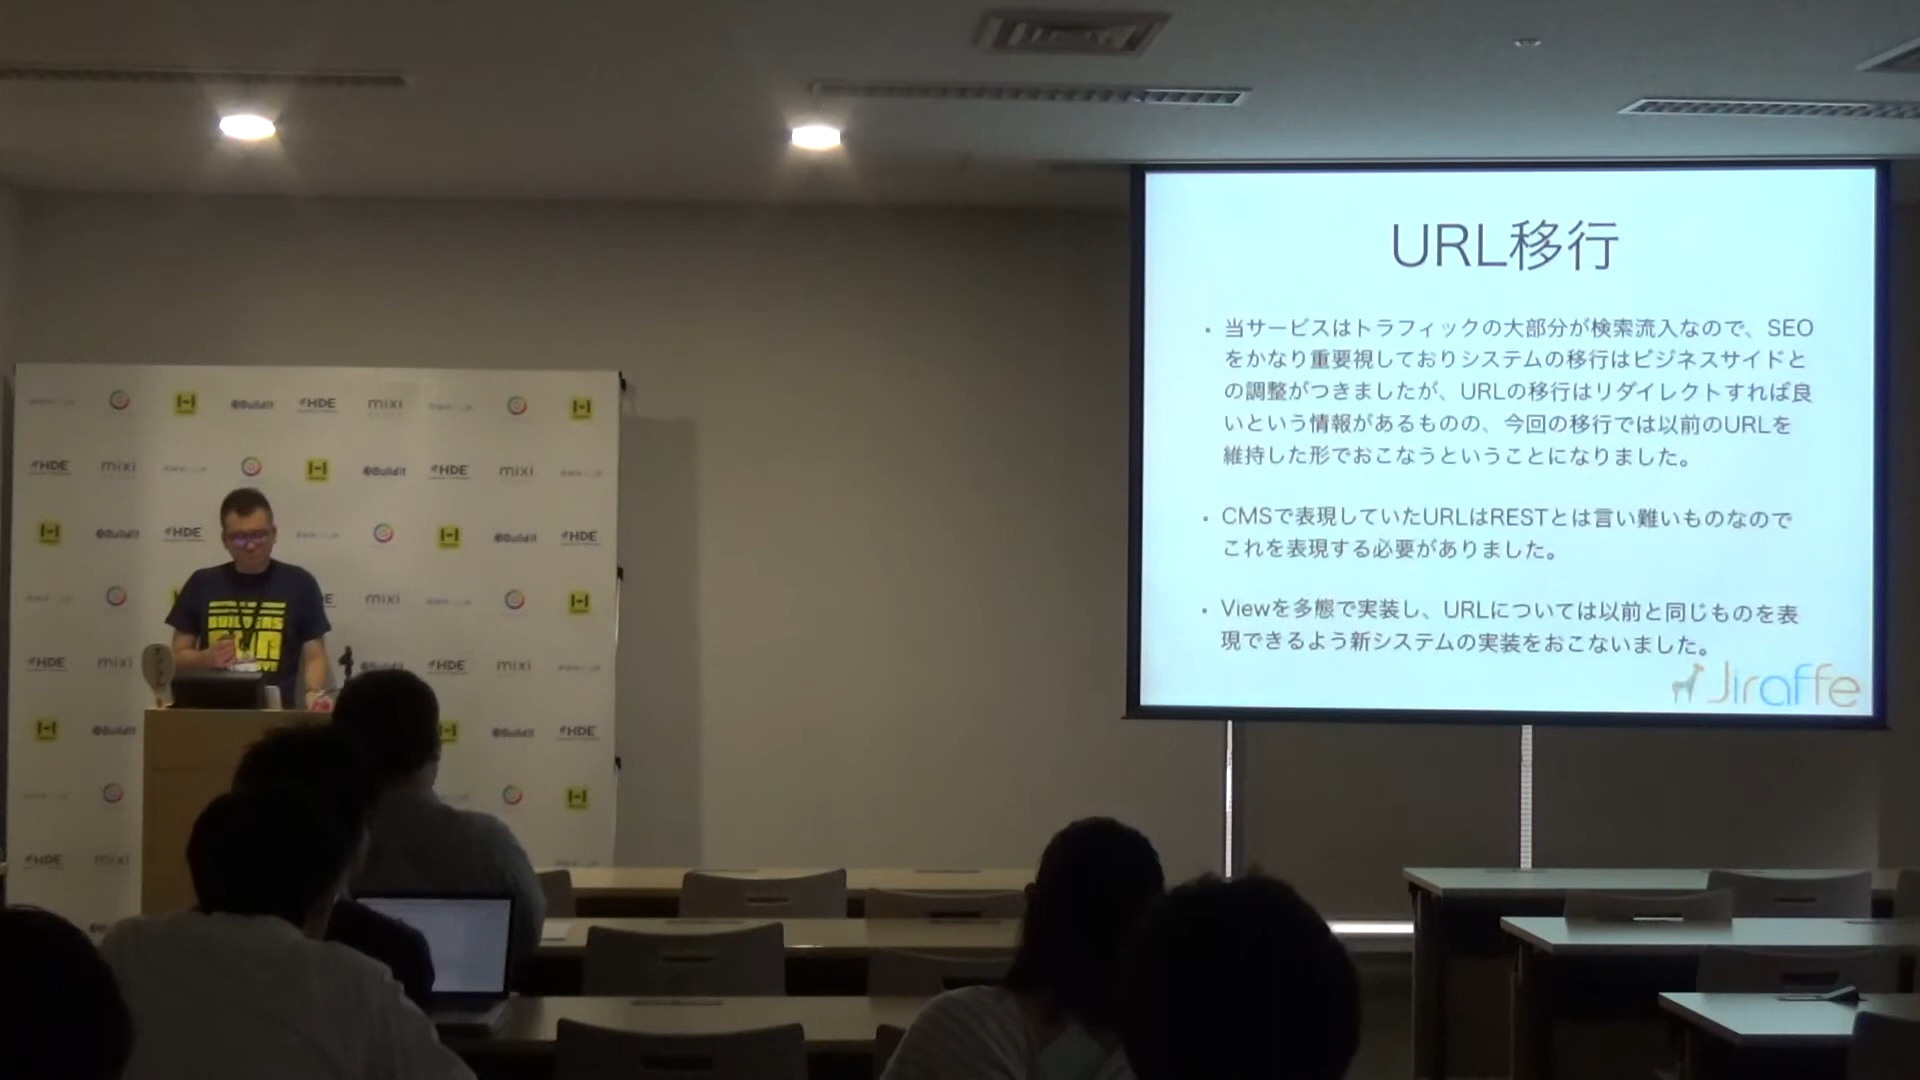 URL移行
・当サービスはトラフィックの大部分が検索流入なので、SEO
をかなり重要視しておりシステムの移行はビジネスサイドと
の調整がつきましたが、URLの移行はリダイレクトすれば良
いという情報があるものの、今回の移行では以前のURLを
維持した形でおこなうということになりました。
・CMSで表現していたURLはRESTとは言い難いものなので
これを表現する必要がありました。
・Viewを多態で実装し、URLについては以前と同じものを表
現できるよう新システムの実装をおこないました。
Jiraffe
HDE mixi
HDE mixi HDE mixi
HDE HDE
mixi
HDE mixi HDE mixi
HDE
HDE mixi
BUILDERS